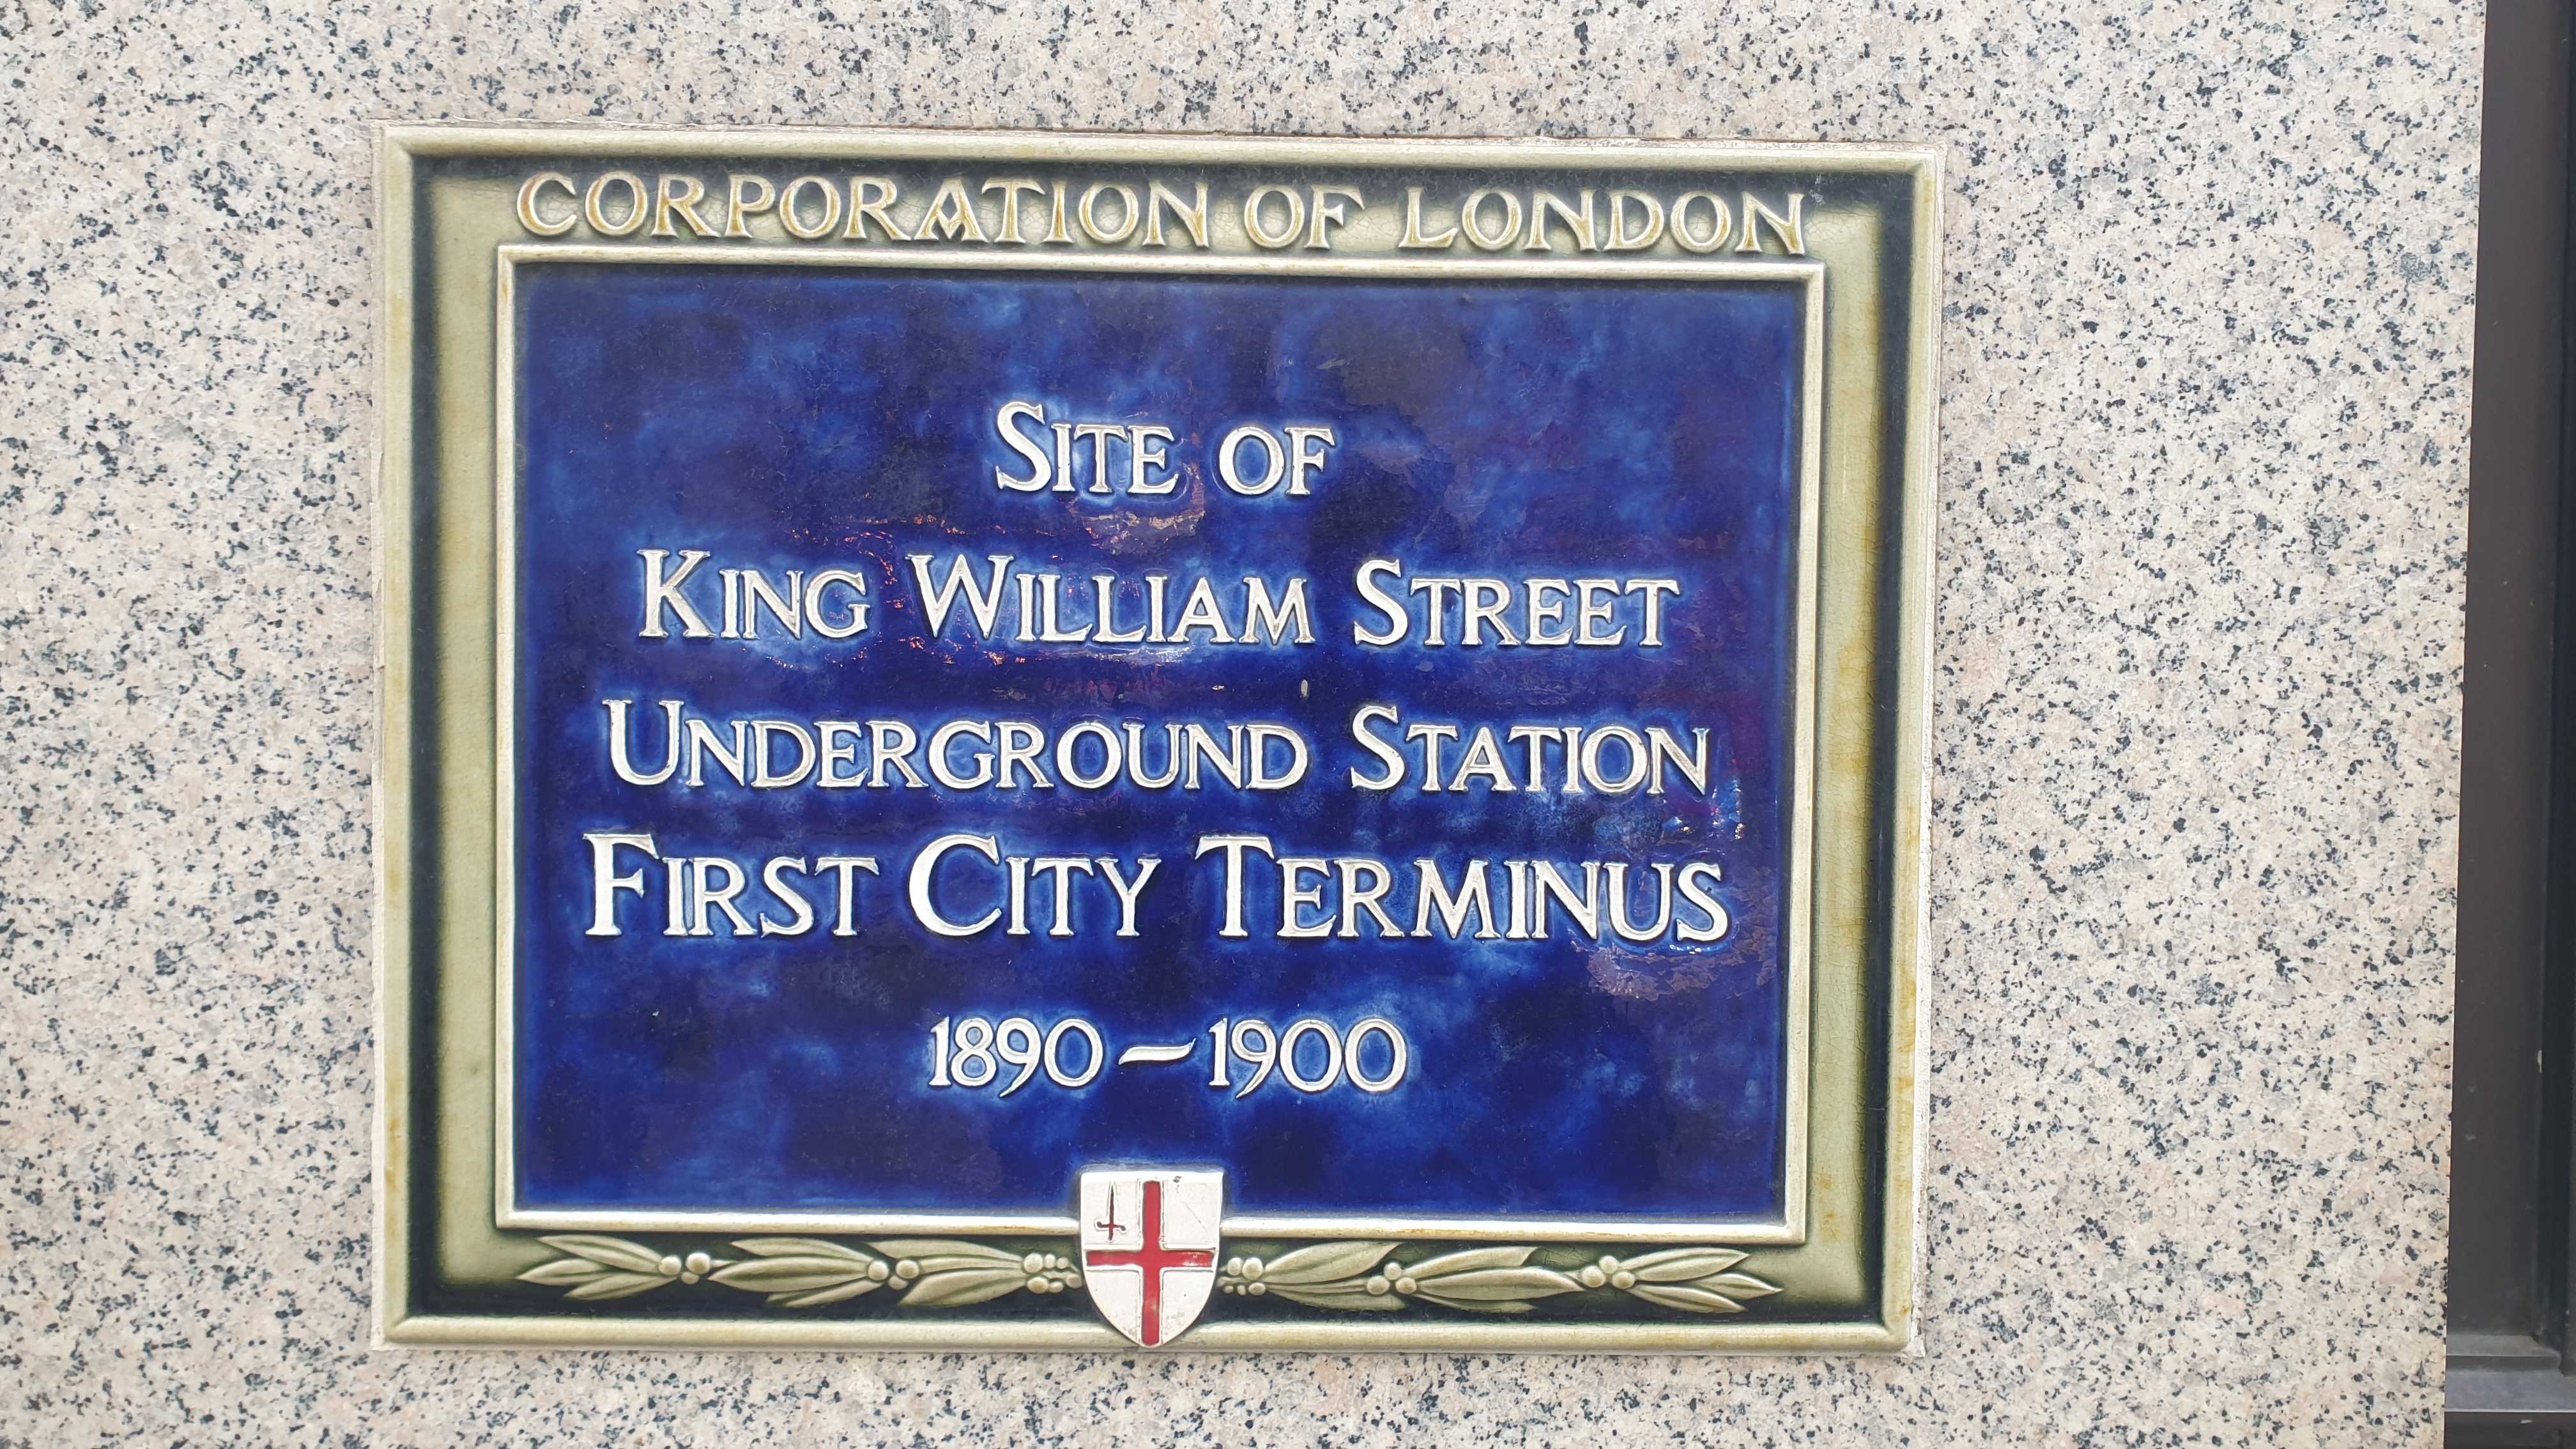 CORPORATION OF LONDON
SITE OF
KING WILLIAM STREET
UNDERGROUND STATION
FIRST CITY TERMINUS
1890–1900